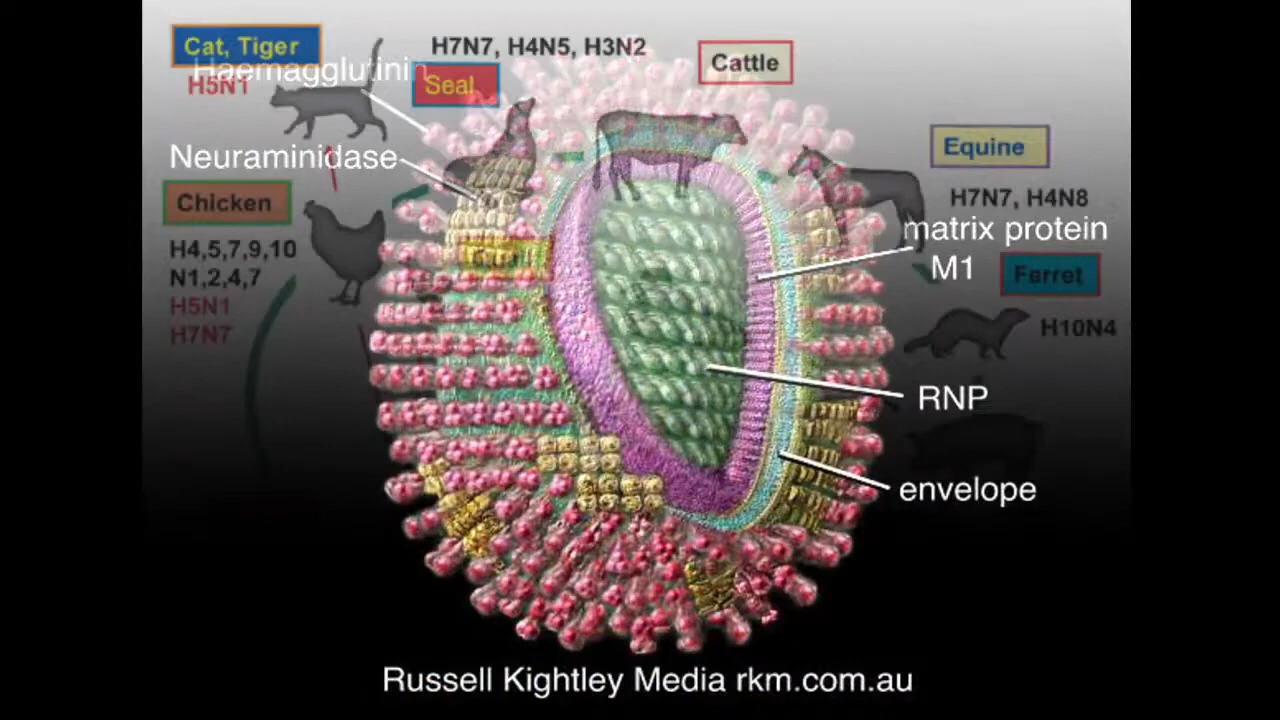 Cat, Tiger
H7N7, H4N5, H3N2
Cattle
Haemagglutinin
H5N1
Seal
Equine
Neuraminidase
Chicken
H7N7, H4N8
matrix protein
M1
H4,5,7,9,10
N1,2,4,7
H5N1
H7N7
Ferret
H10N4
RNP
envelope
Russell Kightley Media rkm.com.au